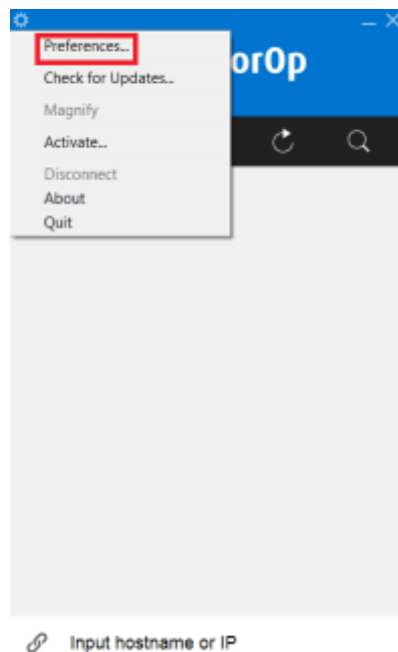 Preferences...
orOp
Check for Updates...
Magnify
Activate...
Disconnect
About
Quit
Input hostname or IP